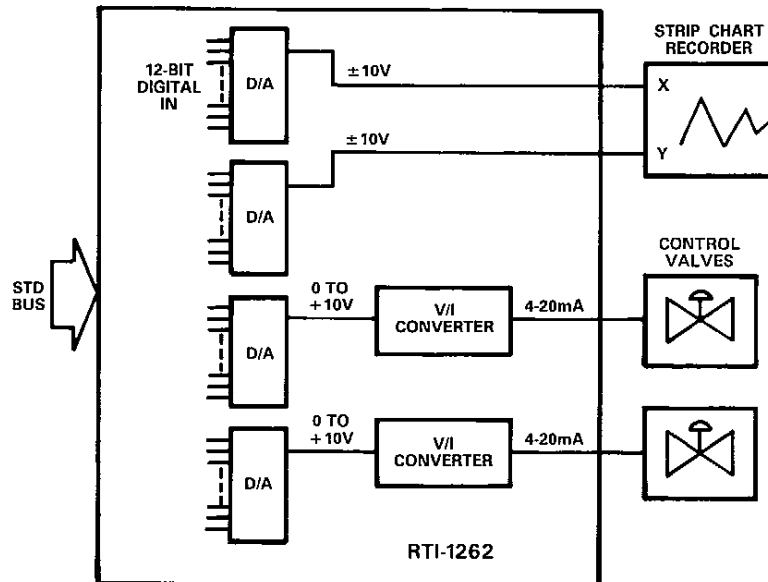 STRIP CHART
RECORDER
12-BIT
DIGITAL
IN
D/A
±10V
X
±10V
Y
D/A
STD
BUS
CONTROL
VALVES
0 TO
+10V
V/I
CONVERTER
4-20mA
D/A
0 TO
+10V
V/I
CONVERTER
4-20mA
D/A
RTI-1262